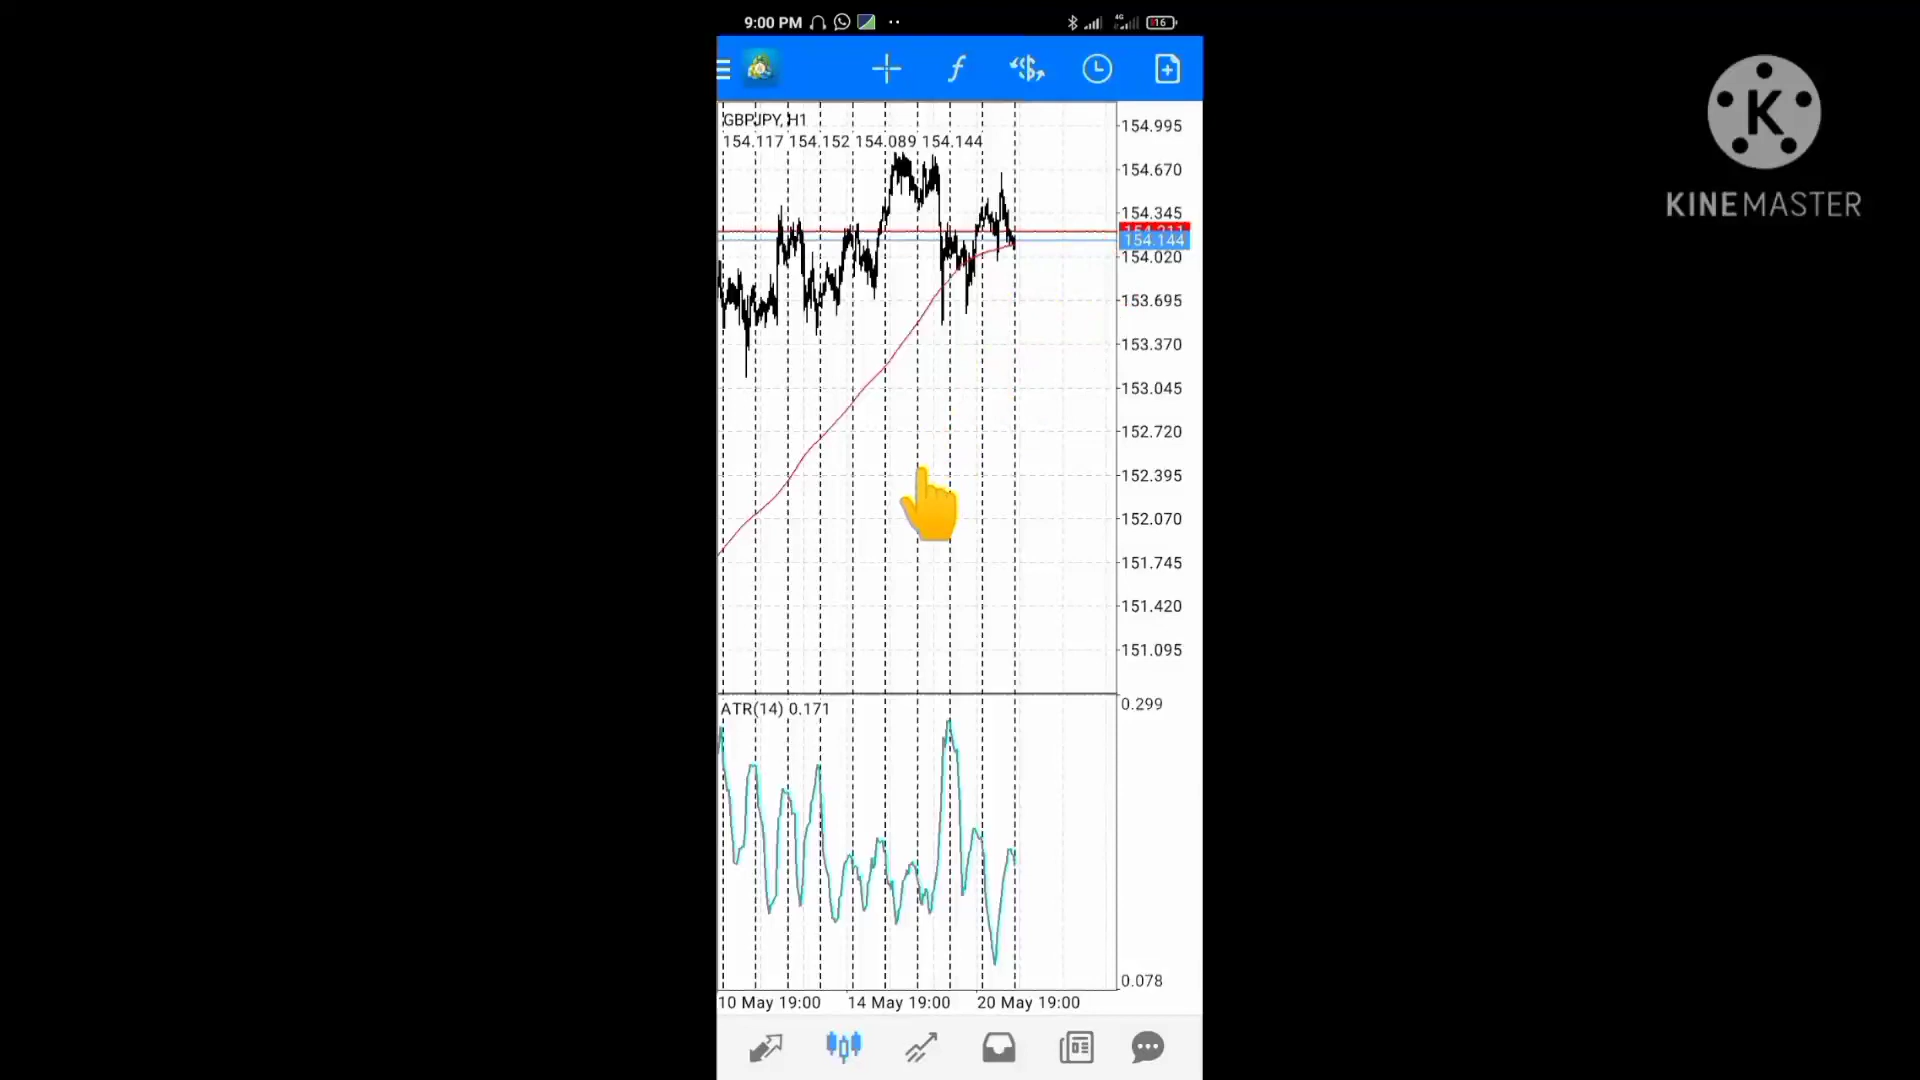 9:00 PM
4G
16
GBPJPY, H1
154.117 154.152 154.089 154.144
154.995
154.670
154.345
154.144
154.020
153.695
153.370
153.045
152.720
152.395
152.070
151.745
151.420
151.095
ATR(14) 0.171
0.299
0.078
10 May 19:00
14 May 19:00
20 May 19:00
K
KINEMASTER